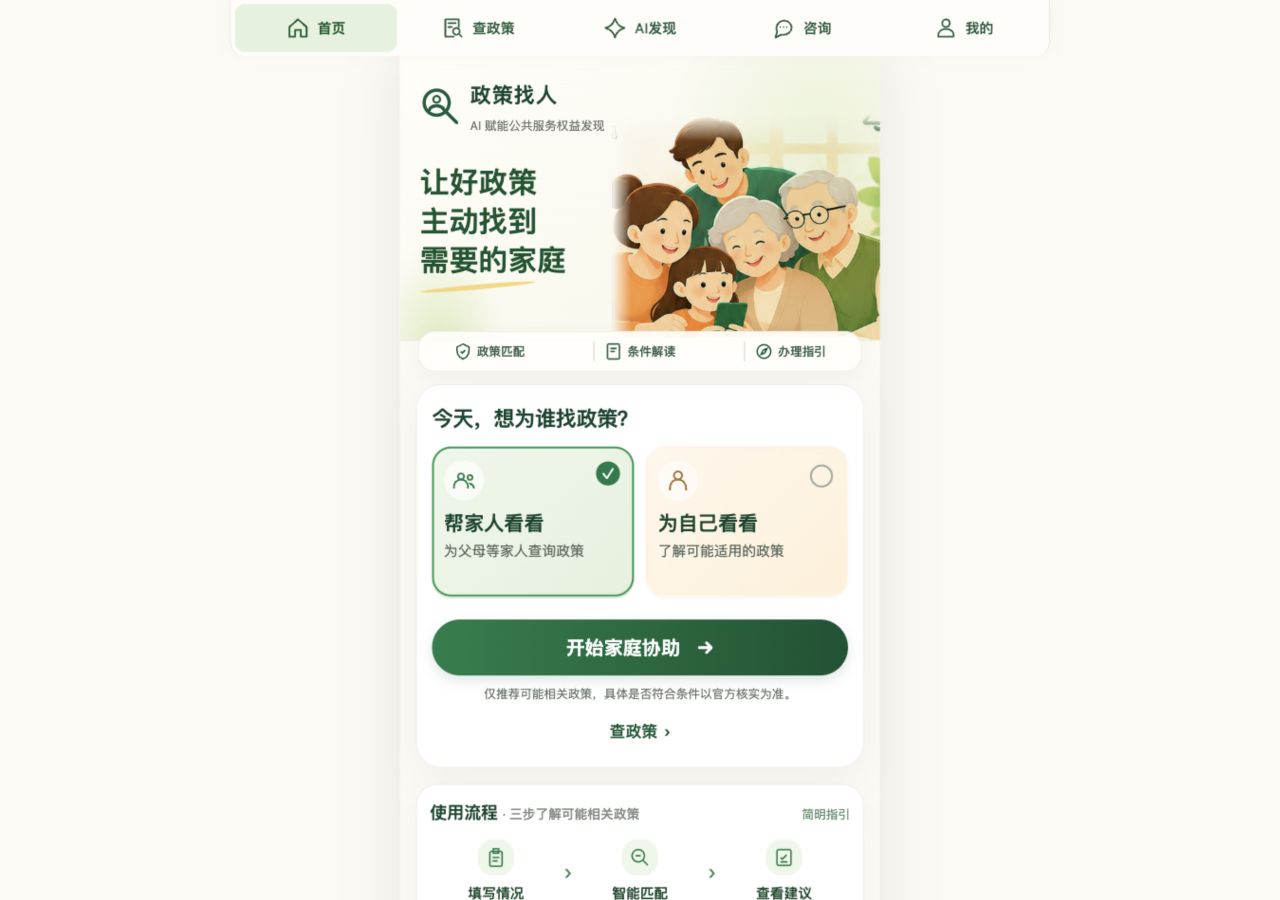 首页
查政策
AI发现
咨询
我的
政策找人
AI 赋能公共服务权益发现
让好政策
主动找到
需要的家庭
政策匹配
条件解读
办理指引
今天，想为谁找政策?
帮家人看看
为父母等家人查询政策
为自己看看
了解可能适用的政策
开始家庭协助 →
仅推荐可能相关政策，具体是否符合条件以官方核实为准。
查政策 ›
使用流程 · 三步了解可能相关政策
简明指引
填写情况
›
智能匹配
›
查看建议